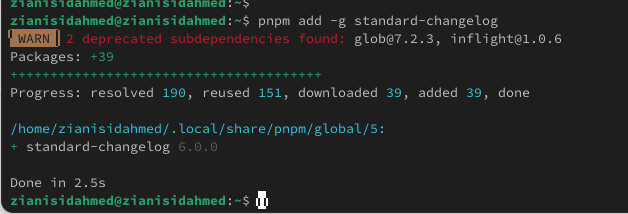 zianisidahmed@zianisidahmed:~$
zianisidahmed@zianisidahmed:~$ pnpm add -g standard-changelog
WARN 2 deprecated subdependencies found: glob@7.2.3, inflight@1.0.6
Packages: +39
+++++++++++++++++++++++++++++++++++++++
Progress: resolved 190, reused 151, downloaded 39, added 39, done
/home/zianisidahmed/.local/share/pnpm/global/5:
+ standard-changelog 6.0.0
Done in 2.5s
zianisidahmed@zianisidahmed:~$